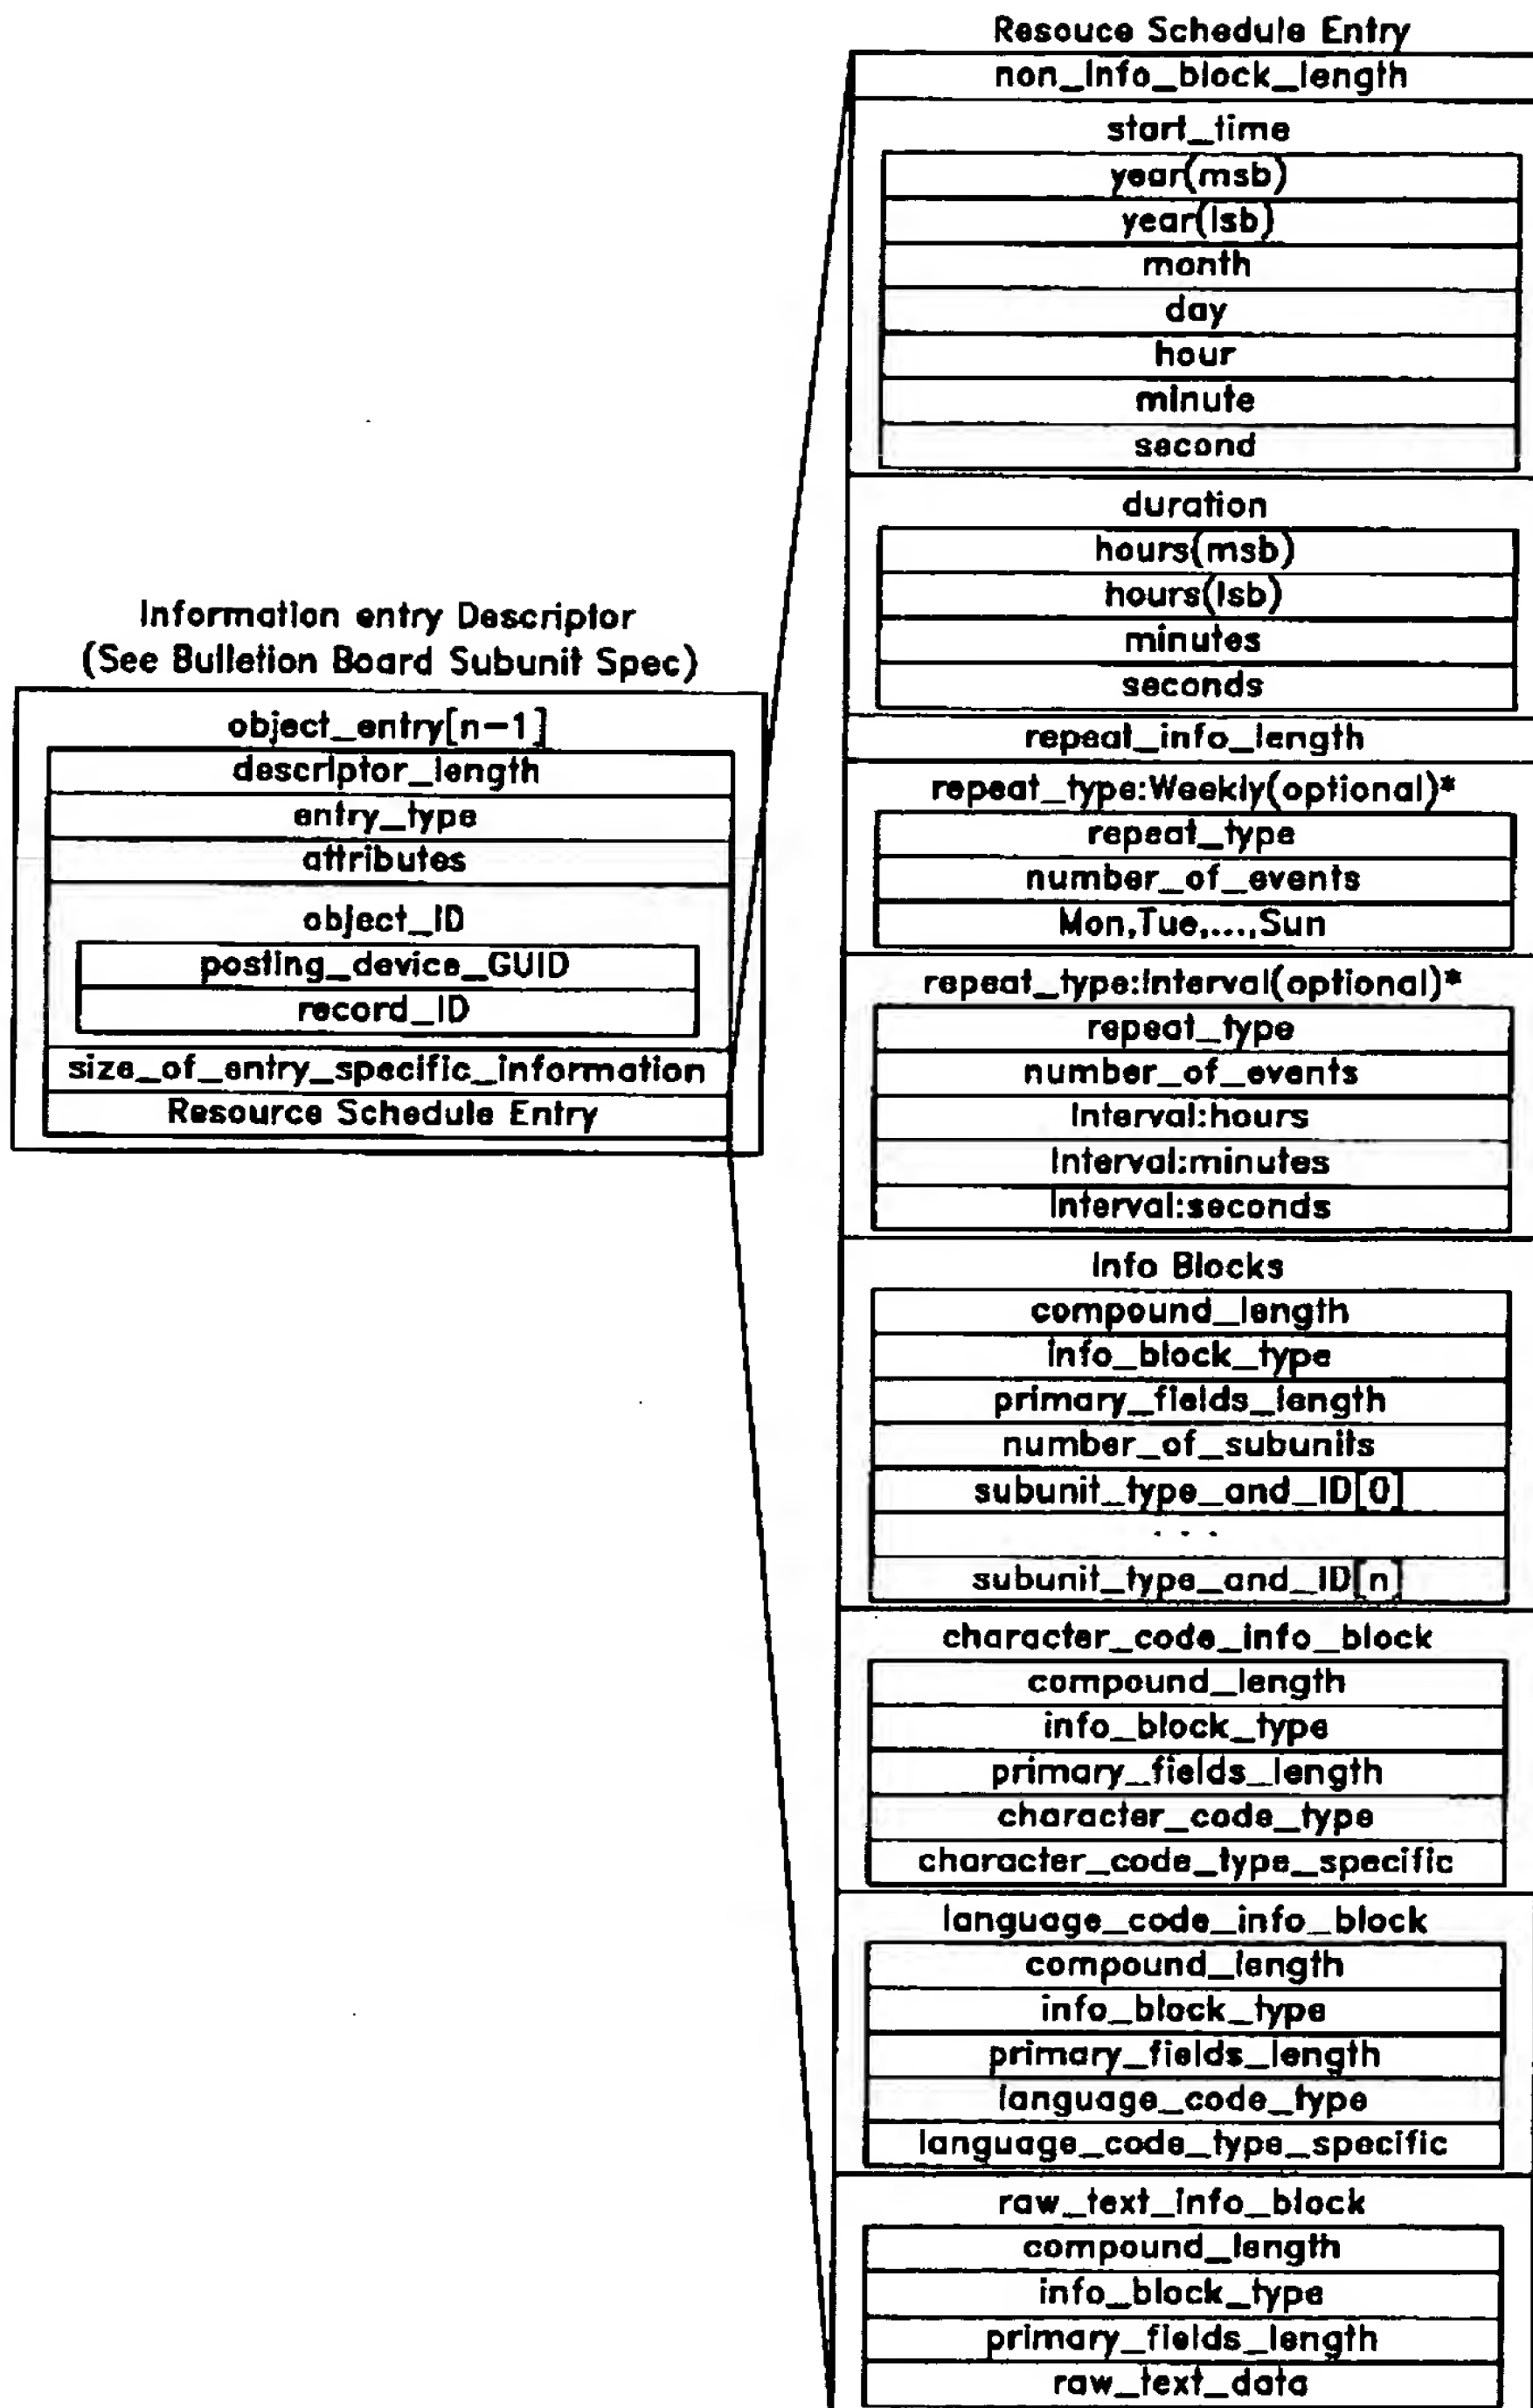 Information entry Descriptor
(See Bulletion Board Subunit Spec)
object_entry[n-1]
descriptor_length
entry_type
attributes
object_ID
posting_device_GUID
record_ID
size_of_entry_specific_information
Resource Schedule Entry
Resouce Schedule Entry
non_info_block_length
start_time
year(msb)
year(lsb)
month
day
hour
minute
second
duration
hours(msb)
hours(lsb)
minutes
seconds
repeat_info_length
repeat_type:Weekly(optional)*
repeat_type
number_of_events
Mon,Tue,...,Sun
repeat_type:Interval(optional)*
repeat_type
number_of_events
Interval:hours
Interval:minutes
Interval:seconds
Info Blocks
compound_length
info_block_type
primary_fields_length
number_of_subunits
subunit_type_and_ID[0]
...
subunit_type_and_ID[n]
character_code_info_block
compound_length
info_block_type
primary_fields_length
character_code_type
character_code_type_specific
language_code_info_block
compound_length
info_block_type
primary_fields_length
language_code_type
language_code_type_specific
raw_text_info_block
compound_length
info_block_type
primary_fields_length
raw_text_data